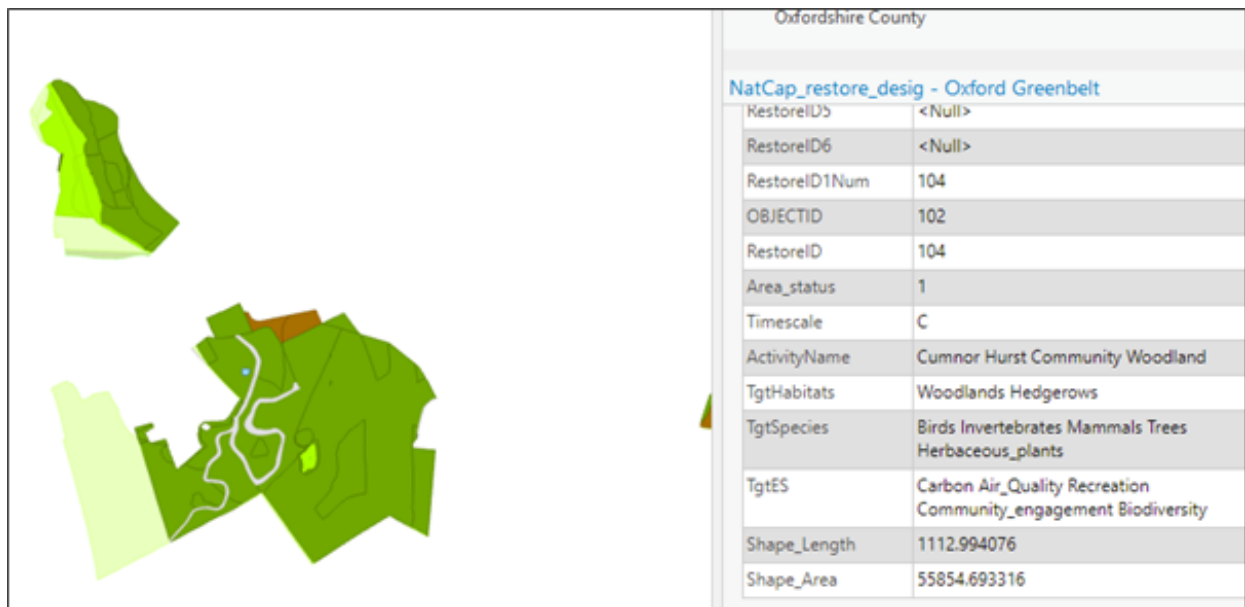 Oxfordshire County
NatCap_restore_desig - Oxford Greenbelt
RestoreID5 <Null>
RestoreID6 <Null>
RestoreID1Num 104
OBJECTID 102
RestoreID 104
Area_status 1
Timescale C
ActivityName Cumnor Hurst Community Woodland
TgtHabitats Woodlands Hedgerows
TgtSpecies Birds Invertebrates Mammals Trees
Herbaceous_plants
TgtES Carbon Air_Quality Recreation
Community_engagement Biodiversity
Shape_Length 1112.994076
Shape_Area 55854.693316